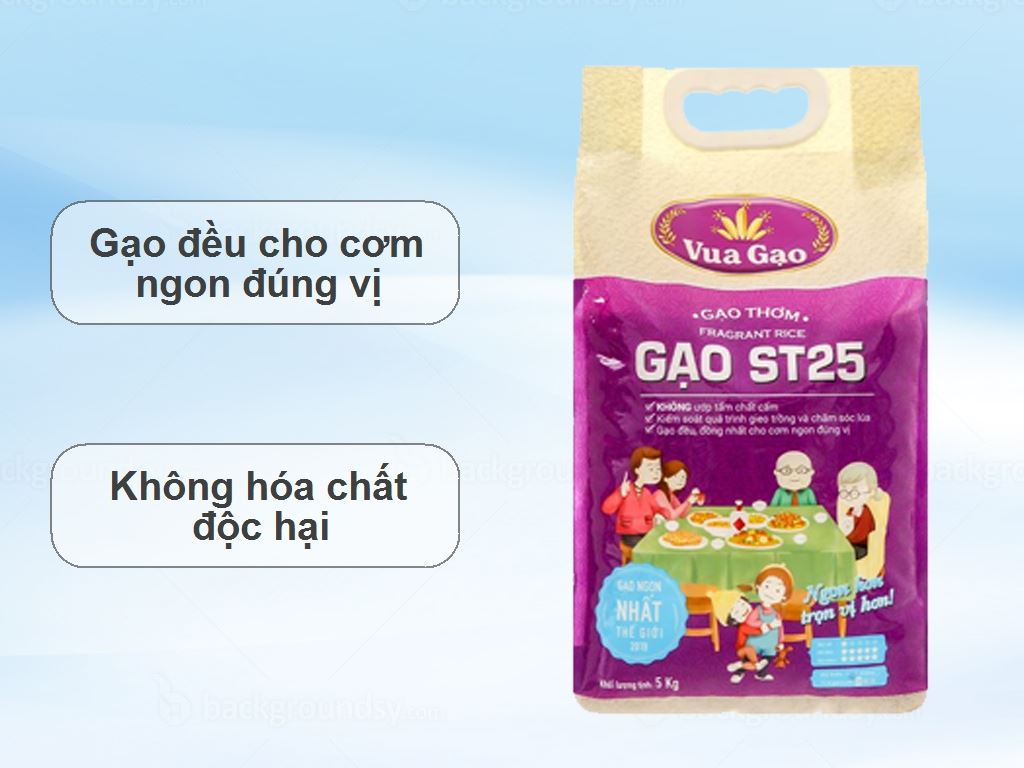 Gạo đều cho cơm
ngon đúng vị
Không hóa chất
độc hại
Vua Gạo
•GẠO THƠM•
FRAGRANT RICE
GẠO ST25
KHÔNG ướp tẩm chất cấm
Kiểm soát quá trình gieo trồng và chăm sóc lúa
Gạo đều, đồng nhất cho cơm ngon đúng vị
GẠO NGON
NHẤT
THẾ GIỚI
2019
Ngon hơn
trọn vị hơn!
Khối lượng tịnh: 5 Kg
backgroundsy.com